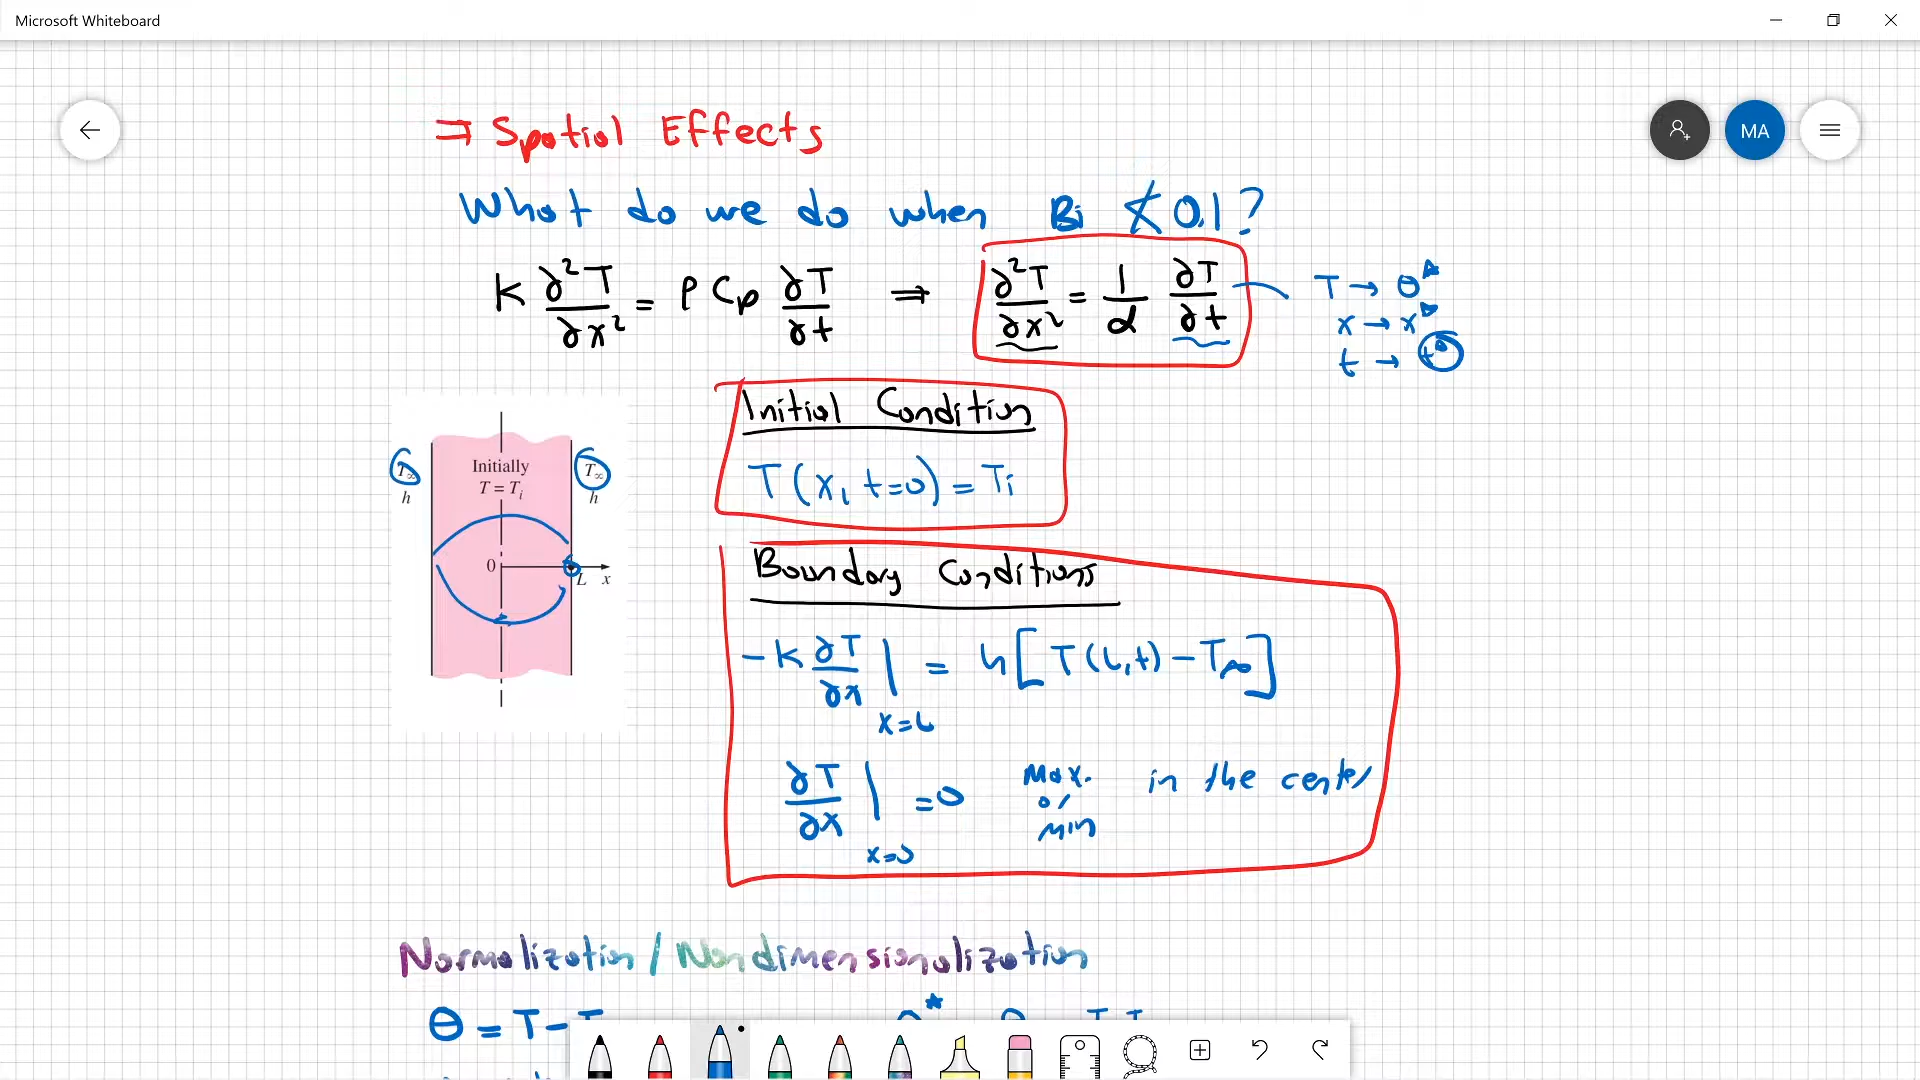 Microsoft Whiteboard
MA
⇒ Spatial Effects
What do we do when Bi ≮ 0.1?
K ∂²T/∂x² = ρ Cp ∂T/∂t ⇒ ∂²T/∂x² = 1/α ∂T/∂t
T → θ*
x → x*
t → t*
Initial Condition
T(x, t=0) = Ti
T∞
h
Initially
T = Ti
T∞
h
0
L
x
Boundary Conditions
-K ∂T/∂x | x=L = h[T(L,t) - T∞]
∂T/∂x | x=0 = 0 Max. or min in the center
Normalization / Nondimensionalization
θ = T -